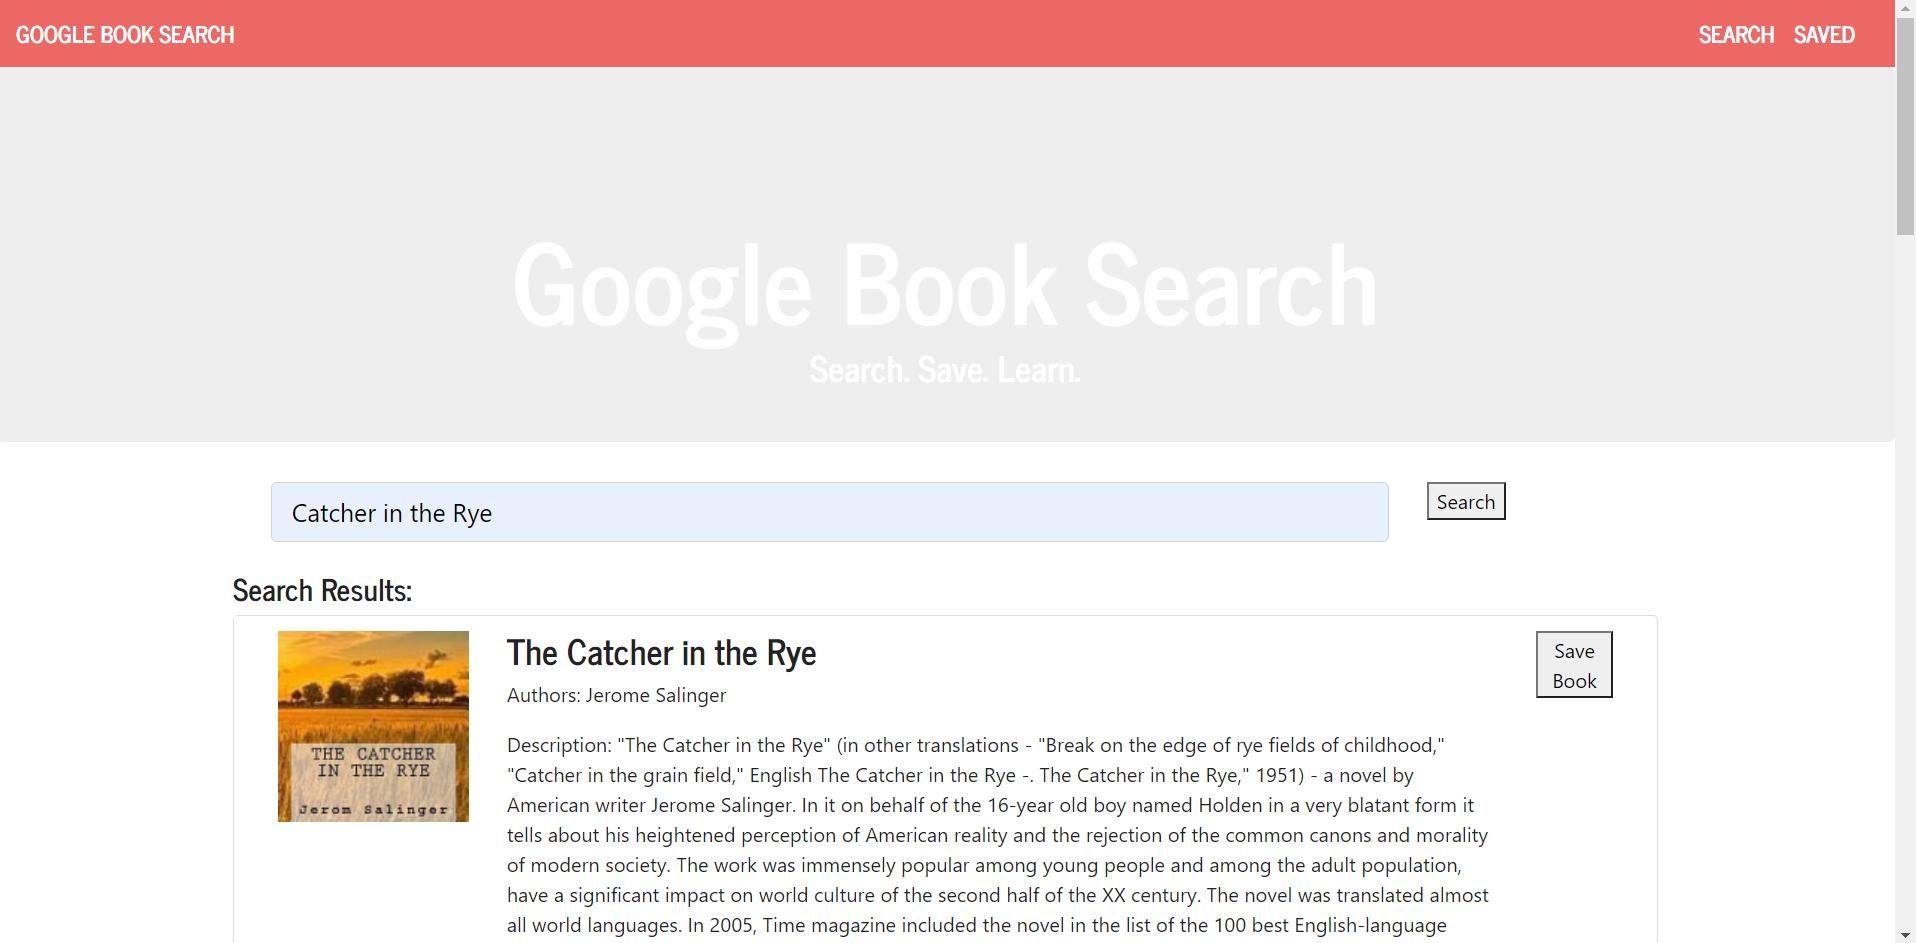 GOOGLE BOOK SEARCH
SEARCH SAVED
Google Book Search
Search. Save. Learn.
Catcher in the Rye
Search
Search Results:
THE CATCHER
IN THE RYE
Jerom Salinger
The Catcher in the Rye
Save
Book
Authors: Jerome Salinger
Description: "The Catcher in the Rye" (in other translations - "Break on the edge of rye fields of childhood,"
"Catcher in the grain field," English The Catcher in the Rye -. The Catcher in the Rye," 1951) - a novel by
American writer Jerome Salinger. In it on behalf of the 16-year old boy named Holden in a very blatant form it
tells about his heightened perception of American reality and the rejection of the common canons and morality
of modern society. The work was immensely popular among young people and among the adult population,
have a significant impact on world culture of the second half of the XX century. The novel was translated almost
all world languages. In 2005, Time magazine included the novel in the list of the 100 best English-language